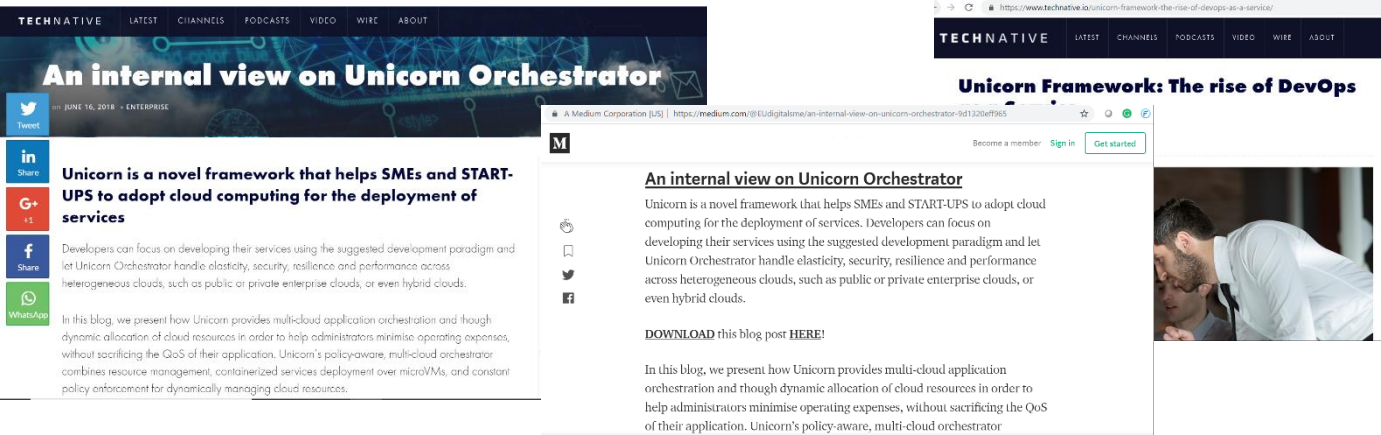 TECHNATIVE LATEST CHANNELS PODCASTS VIDEO WIRE ABOUT
An internal view on Unicorn Orchestrator
on JUNE 16, 2018 ENTERPRISE
Tweet
in
Share
G+
+1
f
Share
WhatsApp
Unicorn is a novel framework that helps SMEs and START-
UPS to adopt cloud computing for the deployment of
services
Developers can focus on developing their services using the suggested development paradigm and
let Unicorn Orchestrator handle elasticity, security, resilience and performance across
heterogeneous clouds, such as public or private enterprise clouds, or even hybrid clouds.
In this blog, we present how Unicorn provides multi-cloud application orchestration and though
dynamic allocation of cloud resources in order to help administrators minimise operating expenses,
without sacrificing the QoS of their application. Unicorn's policy-aware, multi-cloud orchestrator
combines resource management, containerized services deployment over microVMs, and constant
policy enforcement for dynamically managing cloud resources.
https://www.technative.io/unicorn-framework-the-rise-of-devops-as-a-service/
TECHNATIVE LATEST CHANNELS PODCASTS VIDEO WIRE ABOUT
Unicorn Framework: The rise of DevOps
A Medium Corporation [US] | https://medium.com/@EUdigitalsme/an-internal-view-on-unicorn-orchestrator-9d1320eff965
M
Become a member Sign in Get started
An internal view on Unicorn Orchestrator
Unicorn is a novel framework that helps SMEs and START-UPS to adopt cloud
computing for the deployment of services. Developers can focus on
developing their services using the suggested development paradigm and let
Unicorn Orchestrator handle elasticity, security, resilience and performance
across heterogeneous clouds, such as public or private enterprise clouds, or
even hybrid clouds.
DOWNLOAD this blog post HERE!
In this blog, we present how Unicorn provides multi-cloud application
orchestration and though dynamic allocation of cloud resources in order to
help administrators minimise operating expenses, without sacrificing the QoS
of their application. Unicorn's policy-aware, multi-cloud orchestrator